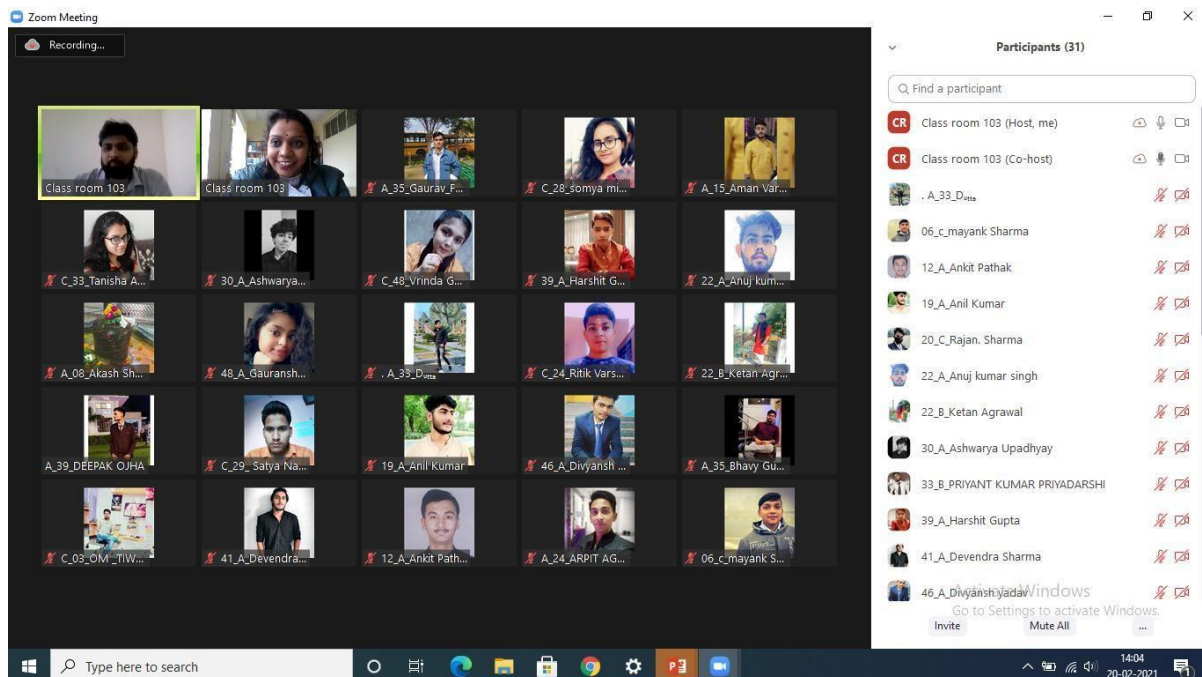 Zoom Meeting
Recording...
Class room 103
Class room 103
A_35_Gaurav_F...
C_28_somya mi...
A_15_Aman Var...
C_33_Tanisha A...
30_A_Ashwarya...
C_48_Vrinda G...
39_A_Harshit G...
22_A_Anuj kum...
A_08_Akash Sh...
48_A_Gauransh...
. A_33_Dᵤₜₜₐ
C_24_Ritik Vars...
22_B_Ketan Agr...
A_39_DEEPAK OJHA
C_29_ Satya Na...
19_A_Anil Kumar
46_A_Divyansh ...
A_35_Bhavy Gu...
C_03_OM _TIW...
41_A_Devendra...
12_A_Ankit Path...
A_24_ARPIT AG...
06_c_mayank S...
Participants (31)
Find a participant
CR Class room 103 (Host, me)
CR Class room 103 (Co-host)
. A_33_Dᵤₜₜₐ
06_c_mayank Sharma
12_A_Ankit Pathak
19_A_Anil Kumar
20_C_Rajan. Sharma
22_A_Anuj kumar singh
22_B_Ketan Agrawal
30_A_Ashwarya Upadhyay
33_B_PRIYANT KUMAR PRIYADARSHI
39_A_Harshit Gupta
41_A_Devendra Sharma
46_A_Divyansh yadav
Activate Windows
Go to Settings to activate Windows.
Invite Mute All ...
Type here to search
14:04
20-02-2021